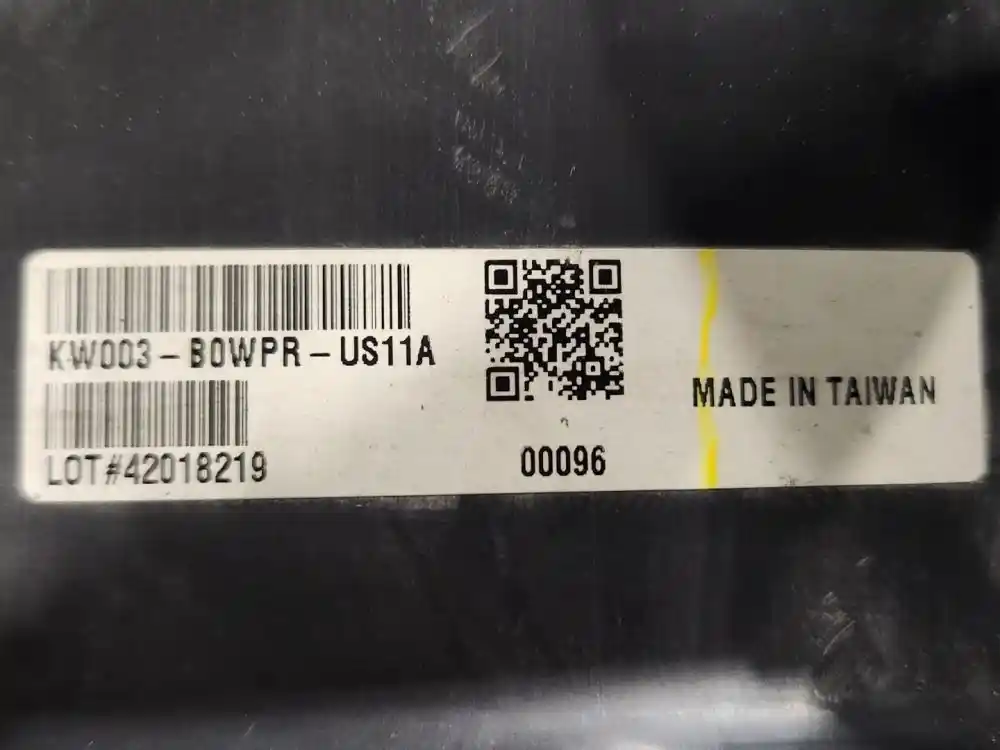 KW003-B0WPR-US11A
LOT#42018219
00096
MADE IN TAIWAN